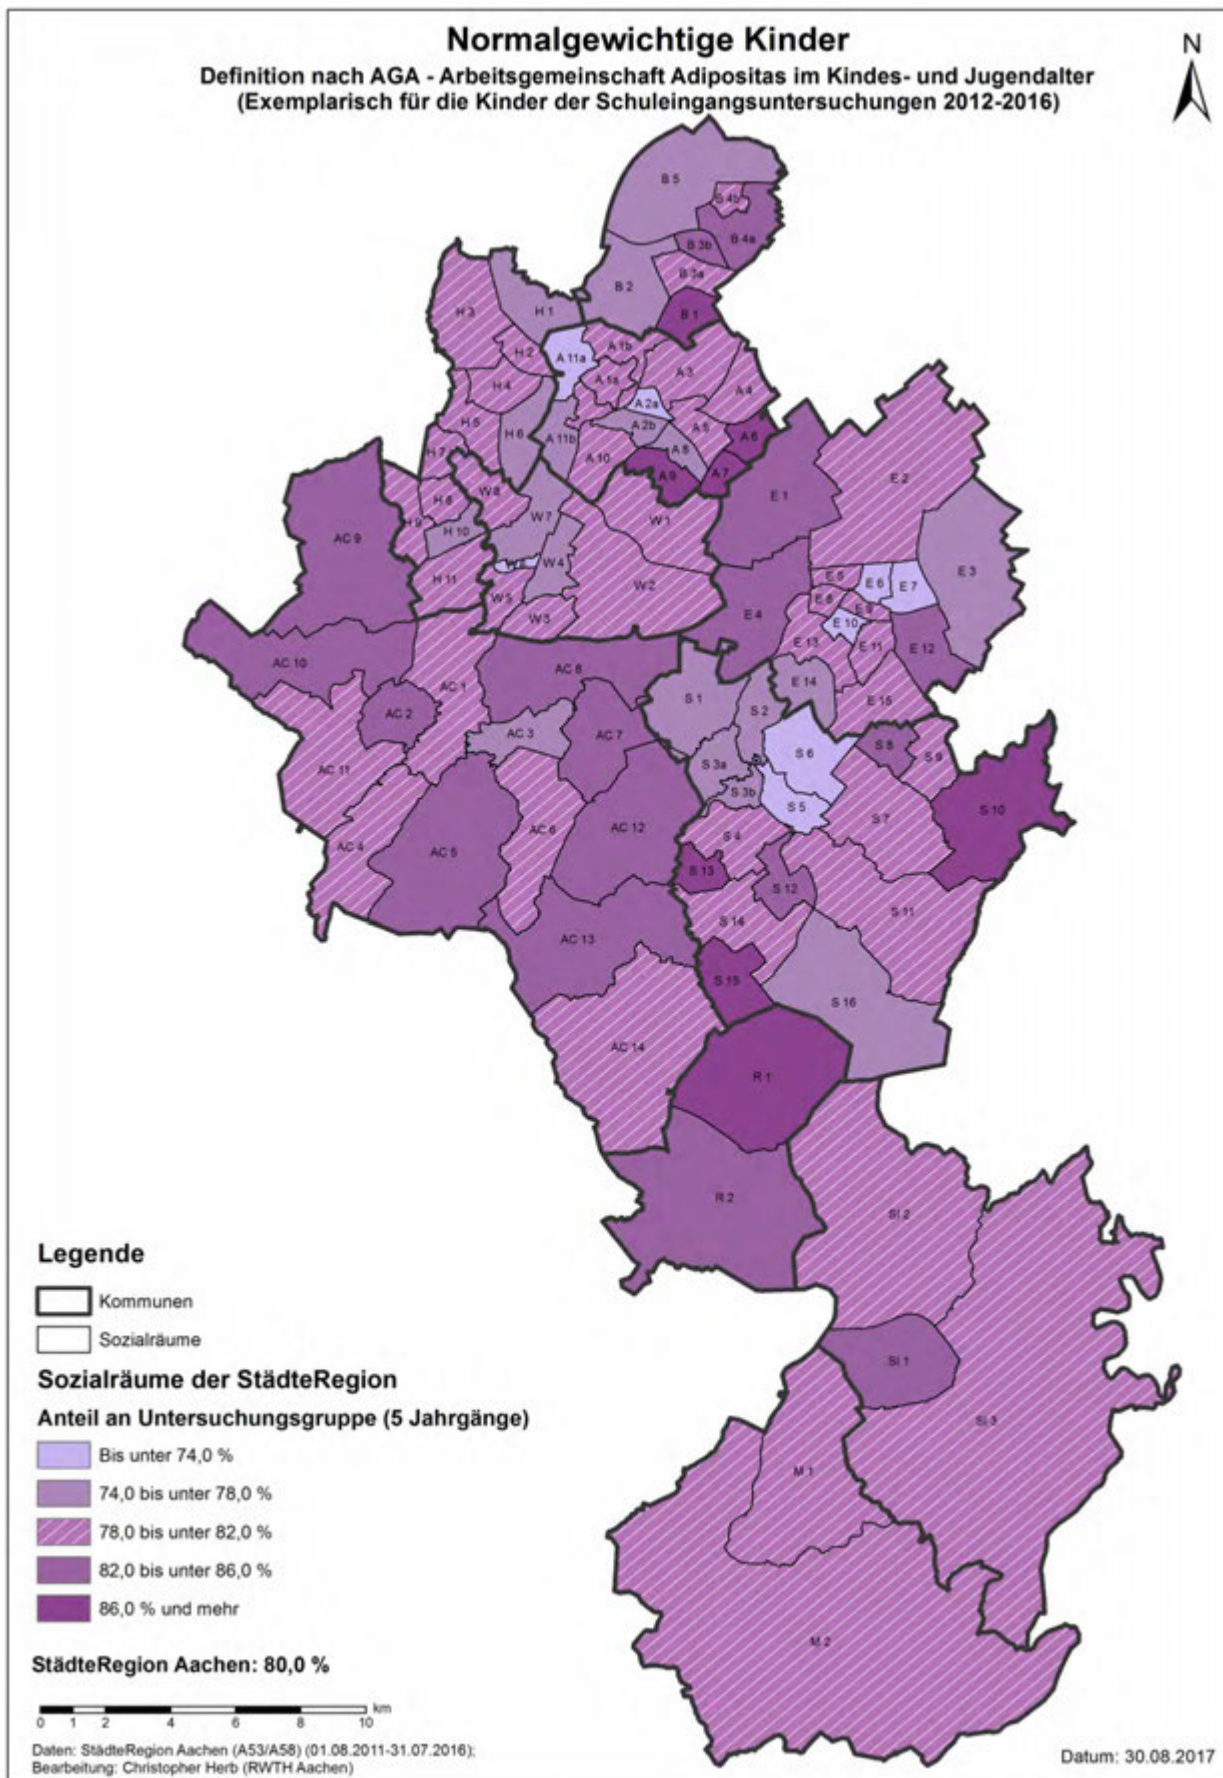 Normalgewichtige Kinder
Definition nach AGA - Arbeitsgemeinschaft Adipositas im Kindes- und Jugendalter
(Exemplarisch für die Kinder der Schuleingangsuntersuchungen 2012-2016)
N
B 5
B 4b
B 4a
B 3b
B 3a
B 2
B 1
H 3
H 1
H 2
H 4
H 5
H 6
H 7
H 8
H 9
H 10
H 11
A 11a
A 1b
A 1a
A 3
A 4
A 2a
A 2b
A 5
A 6
A 11b
A 8
A 10
A 9
A 7
W 8
W 7
W 1
W 4
W 2
W 5
W 3
E 1
E 2
E 3
E 4
E 5
E 6
E 7
E 8
E 9
E 10
E 11
E 12
E 13
E 14
E 15
AC 9
AC 10
AC 1
AC 8
AC 2
AC 3
AC 7
AC 11
AC 4
AC 5
AC 6
AC 12
AC 13
AC 14
S 1
S 2
S 3a
S 3b
S 6
S 5
S 8
S 9
S 7
S 10
S 4
S 13
S 12
S 11
S 14
S 15
S 16
R 1
R 2
SI 2
SI 1
SI 3
M 1
M 2
Legende
Kommunen
Sozialräume
Sozialräume der StädteRegion
Anteil an Untersuchungsgruppe (5 Jahrgänge)
Bis unter 74,0 %
74,0 bis unter 78,0 %
78,0 bis unter 82,0 %
82,0 bis unter 86,0 %
86,0 % und mehr
StädteRegion Aachen: 80,0 %
km
0 1 2 4 6 8 10
Daten: StädteRegion Aachen (A53/A58) (01.08.2011-31.07.2016);
Bearbeitung: Christopher Herb (RWTH Aachen)
Datum: 30.08.2017